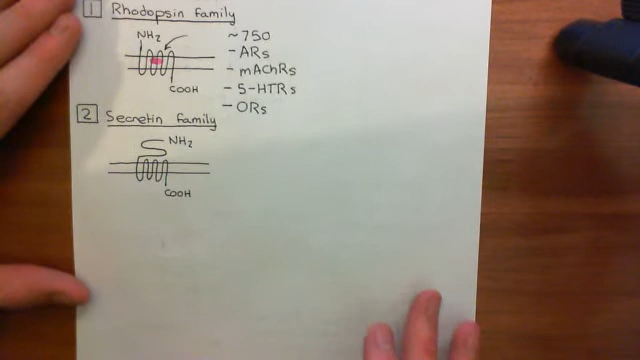 1 Rhodopsin family
NH2
COOH
~750
- ARs
- mAChRs
- 5-HTRs
- ORs
2 Secretin family
NH2
COOH